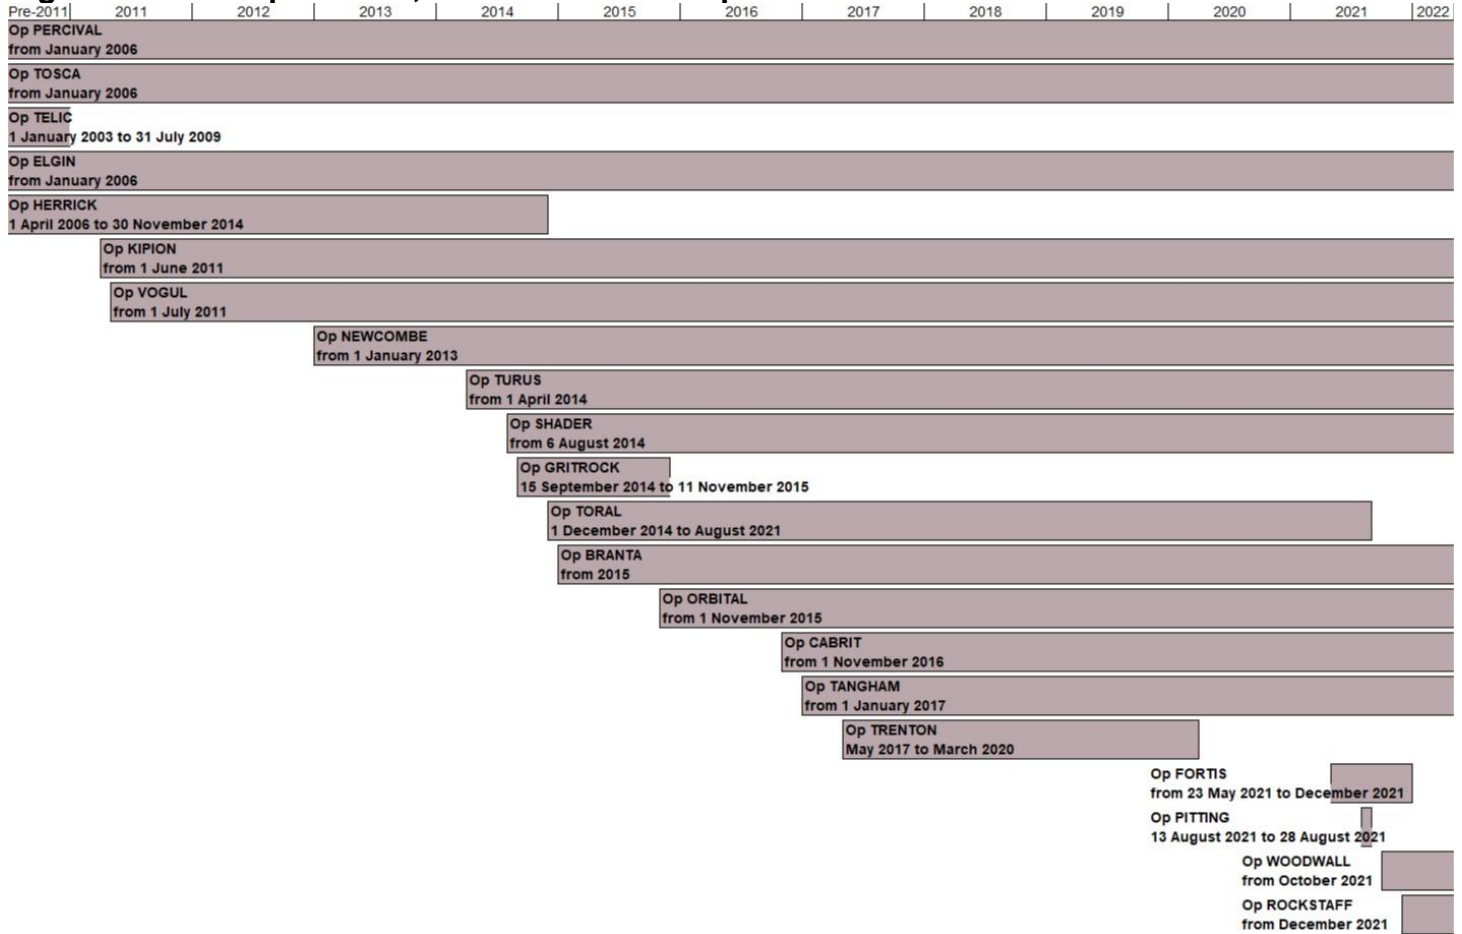 Pre-2011 2011 2012 2013 2014 2015 2016 2017 2018 2019 2020 2021 2022
Op PERCIVAL
from January 2006
Op TOSCA
from January 2006
Op TELIC
1 January 2003 to 31 July 2009
Op ELGIN
from January 2006
Op HERRICK
1 April 2006 to 30 November 2014
Op KIPION
from 1 June 2011
Op VOGUL
from 1 July 2011
Op NEWCOMBE
from 1 January 2013
Op TURUS
from 1 April 2014
Op SHADER
from 6 August 2014
Op GRITROCK
15 September 2014 to 11 November 2015
Op TORAL
1 December 2014 to August 2021
Op BRANTA
from 2015
Op ORBITAL
from 1 November 2015
Op CABRIT
from 1 November 2016
Op TANGHAM
from 1 January 2017
Op TRENTON
May 2017 to March 2020
Op FORTIS
from 23 May 2021 to December 2021
Op PITTING
13 August 2021 to 28 August 2021
Op WOODWALL
from October 2021
Op ROCKSTAFF
from December 2021